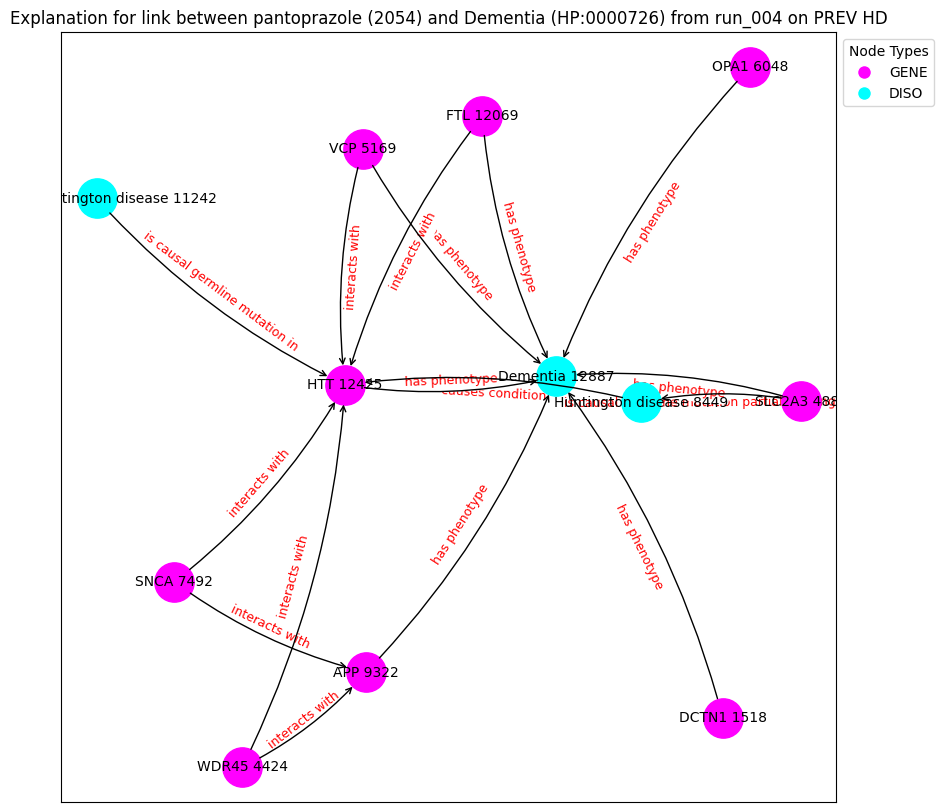 Explanation for link between pantoprazole (2054) and Dementia (HP:0000726) from run_004 on PREV HD
Node Types
GENE
DISO
OPA1 6048
FTL 12069
VCP 5169
tington disease 11242
has phenotype
interacts with
interacts with
has phenotype
as phenotype
is causal germline mutation in
Dementia 12887
HTT 12425
has phenotype
has phenotype
causes condition
Huntington disease 8449
on partia
interacts with
has phenotype
has phenotype
interacts with
SNCA 7492
interacts with
APP 9322
interacts with
DCTN1 1518
WDR45 4424